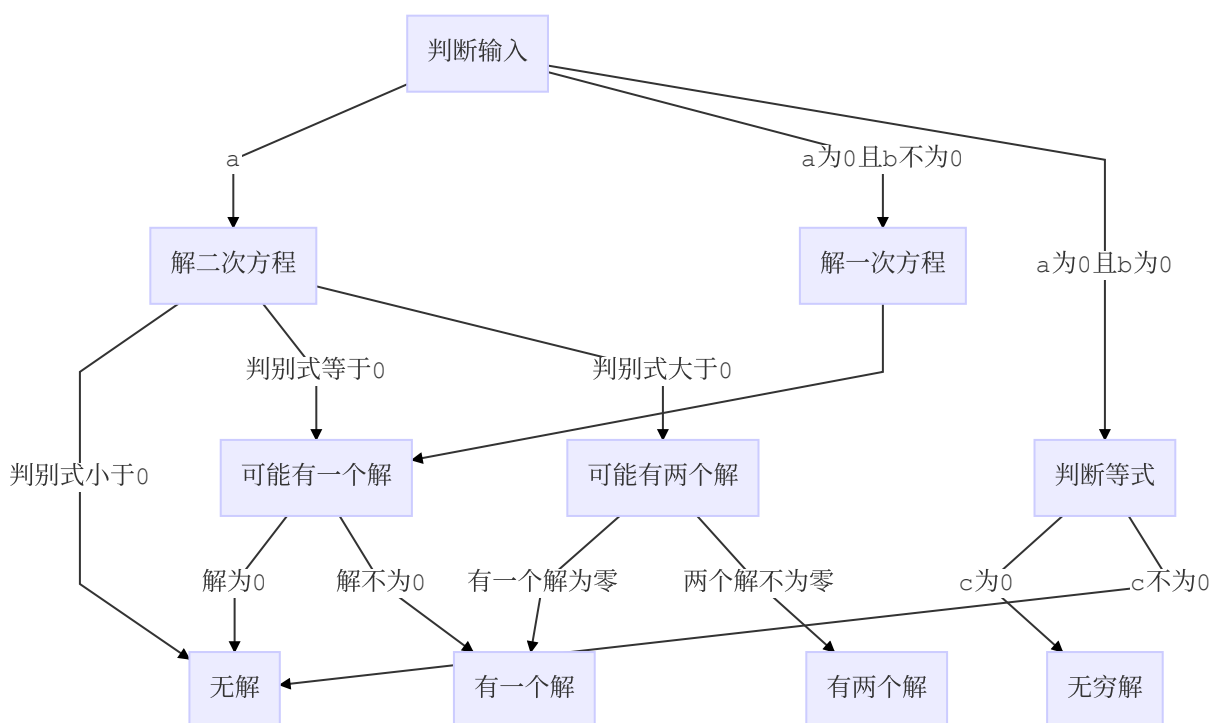 判断输入
a
a为0且b不为0
解二次方程
解一次方程
a为0且b为0
判别式等于0
判别式大于0
判别式小于0
可能有一个解
可能有两个解
判断等式
解为0
解不为0
有一个解为零
两个解不为零
c为0
c不为0
无解
有一个解
有两个解
无穷解